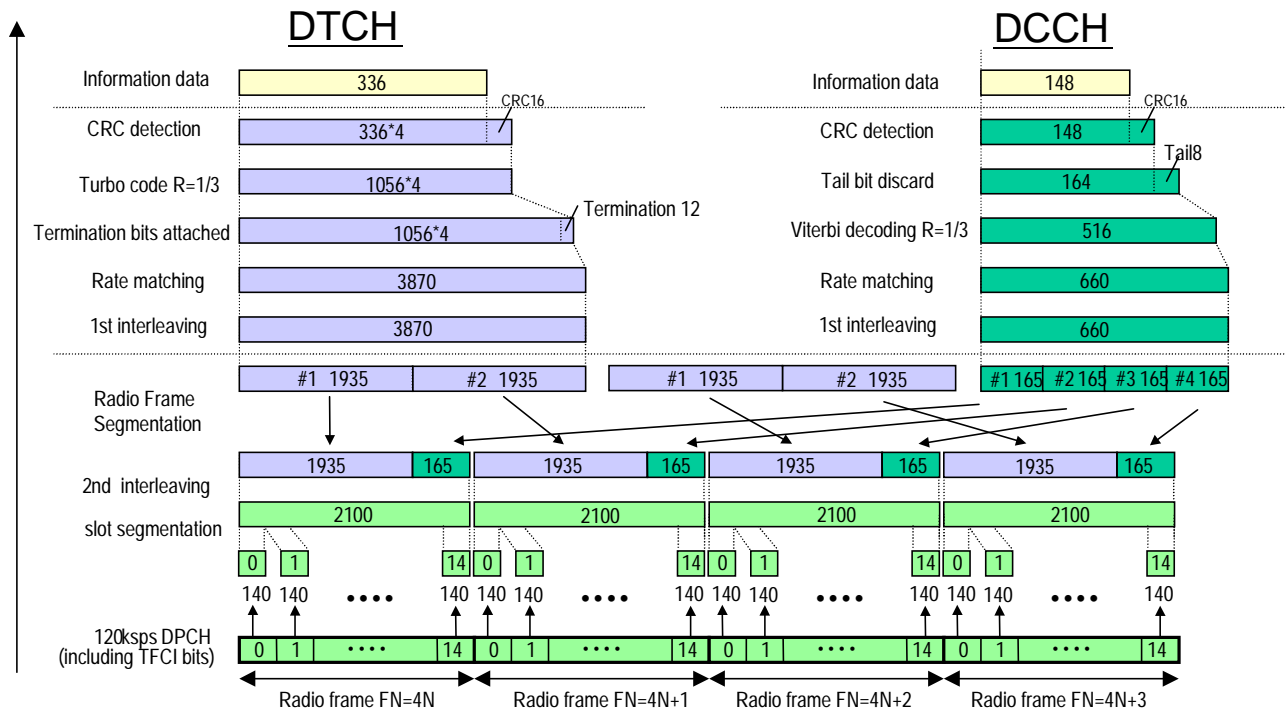 DTCH DCCH
Information data 336 Information data 148
CRC16 CRC16
CRC detection 336*4 CRC detection 148
Tail8
Turbo code R=1/3 1056*4 Tail bit discard 164
Termination 12
Termination bits attached 1056*4 Viterbi decoding R=1/3 516
Rate matching 3870 Rate matching 660
1st interleaving 3870 1st interleaving 660
#1 1935 #2 1935 #1 1935 #2 1935 #1 165 #2 165 #3 165 #4 165
Radio Frame
Segmentation
1935 165 1935 165 1935 165 1935 165
2nd interleaving
2100 2100 2100 2100
slot segmentation
0 1 14 0 1 14 0 1 14 0 1 14
140 140 •••• 140 140 140 •••• 140 140 140 •••• 140 140 140 •••• 140
120ksps DPCH
(including TFCI bits)
0 1 •••• 14 0 1 •••• 14 0 1 •••• 14 0 1 •••• 14
Radio frame FN=4N Radio frame FN=4N+1 Radio frame FN=4N+2 Radio frame FN=4N+3